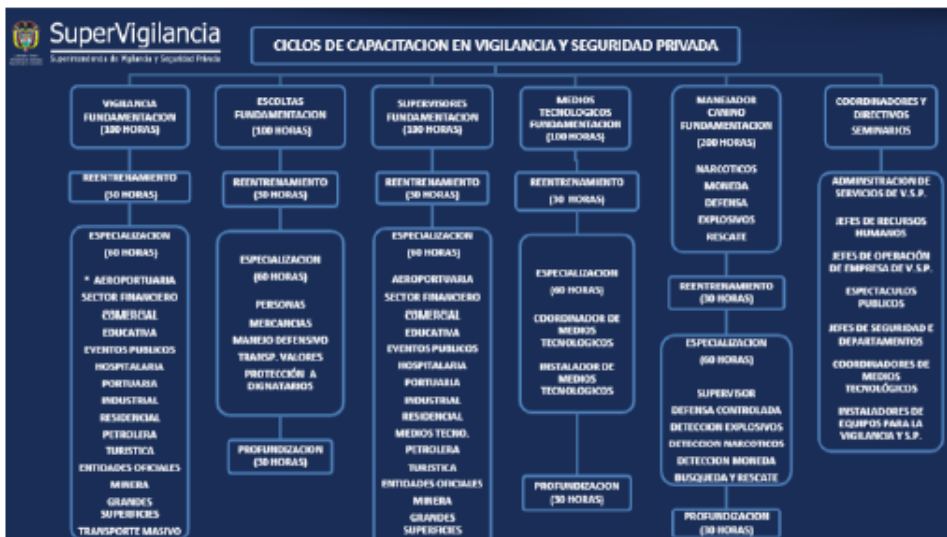 SuperVigilancia
Superintendencia de Vigilancia y Seguridad Privada
CICLOS DE CAPACITACION EN VIGILANCIA Y SEGURIDAD PRIVADA
VIGILANCIA
FUNDAMENTACION
(100 HORAS)
REENTRENAMIENTO
(30 HORAS)
ESPECIALIZACION
(60 HORAS)
* AEROPORTUARIA
SECTOR FINANCIERO
COMERCIAL
EDUCATIVA
EVENTOS PUBLICOS
HOSPITALARIA
PORTUARIA
INDUSTRIAL
RESIDENCIAL
PETROLERA
TURISTICA
ENTIDADES OFICIALES
MINERA
GRANDES
SUPERFICIES
TRANSPORTE MASIVO
ESCOLTAS
FUNDAMENTACION
(100 HORAS)
REENTRENAMIENTO
(30 HORAS)
ESPECIALIZACION
(60 HORAS)
PERSONAS
MERCANCIAS
MANEJO DEFENSIVO
TRANSP. VALORES
PROTECCIÓN A
DIGNATARIOS
PROFUNDIZACION
(30 HORAS)
SUPERVISORES
FUNDAMENTACION
(100 HORAS)
REENTRENAMIENTO
(30 HORAS)
ESPECIALIZACION
(60 HORAS)
AEROPORTUARIA
SECTOR FINANCIERO
COMERCIAL
EDUCATIVA
EVENTOS PUBLICOS
HOSPITALARIA
PORTUARIA
INDUSTRIAL
RESIDENCIAL
MEDIOS TECNO.
PETROLERA
TURISTICA
ENTIDADES OFICIALES
MINERA
GRANDES
SUPERFICIES
MEDIOS
TECNOLOGICOS
FUNDAMENTACION
(100 HORAS)
REENTRENAMIENTO
(30 HORAS)
ESPECIALIZACION
(60 HORAS)
COORDINADOR DE
MEDIOS
TECNOLOGICOS
INSTALADOR DE
MEDIOS
TECNOLOGICOS
PROFUNDIZACION
(30 HORAS)
MANEJADOR
CANINO
FUNDAMENTACION
(200 HORAS)
NARCOTICOS
MONEDA
DEFENSA
EXPLOSIVOS
RESCATE
REENTRENAMIENTO
(30 HORAS)
ESPECIALIZACION
(60 HORAS)
SUPERVISOR
DEFENSA CONTROLADA
DETECCION EXPLOSIVOS
DETECCION NARCOTICOS
DETECCION MONEDA
BUSQUEDA Y RESCATE
PROFUNDIZACION
(30 HORAS)
COORDINADORES Y
DIRECTIVOS
SEMINARIOS
ADMINSITRACION DE
SERVICIOS DE V.S.P.
JEFES DE RECURSOS
HUMANOS
JEFES DE OPERACIÓN
DE EMPRESA DE V.S.P.
ESPECTACULOS
PUBLICOS
JEFES DE SEGURIDAD E
DEPARTAMENTOS
COORDINADORES DE
MEDIOS
TECNOLÓGICOS
INSTALADORES DE
EQUIPOS PARA LA
VIGILANCIA Y S.P.